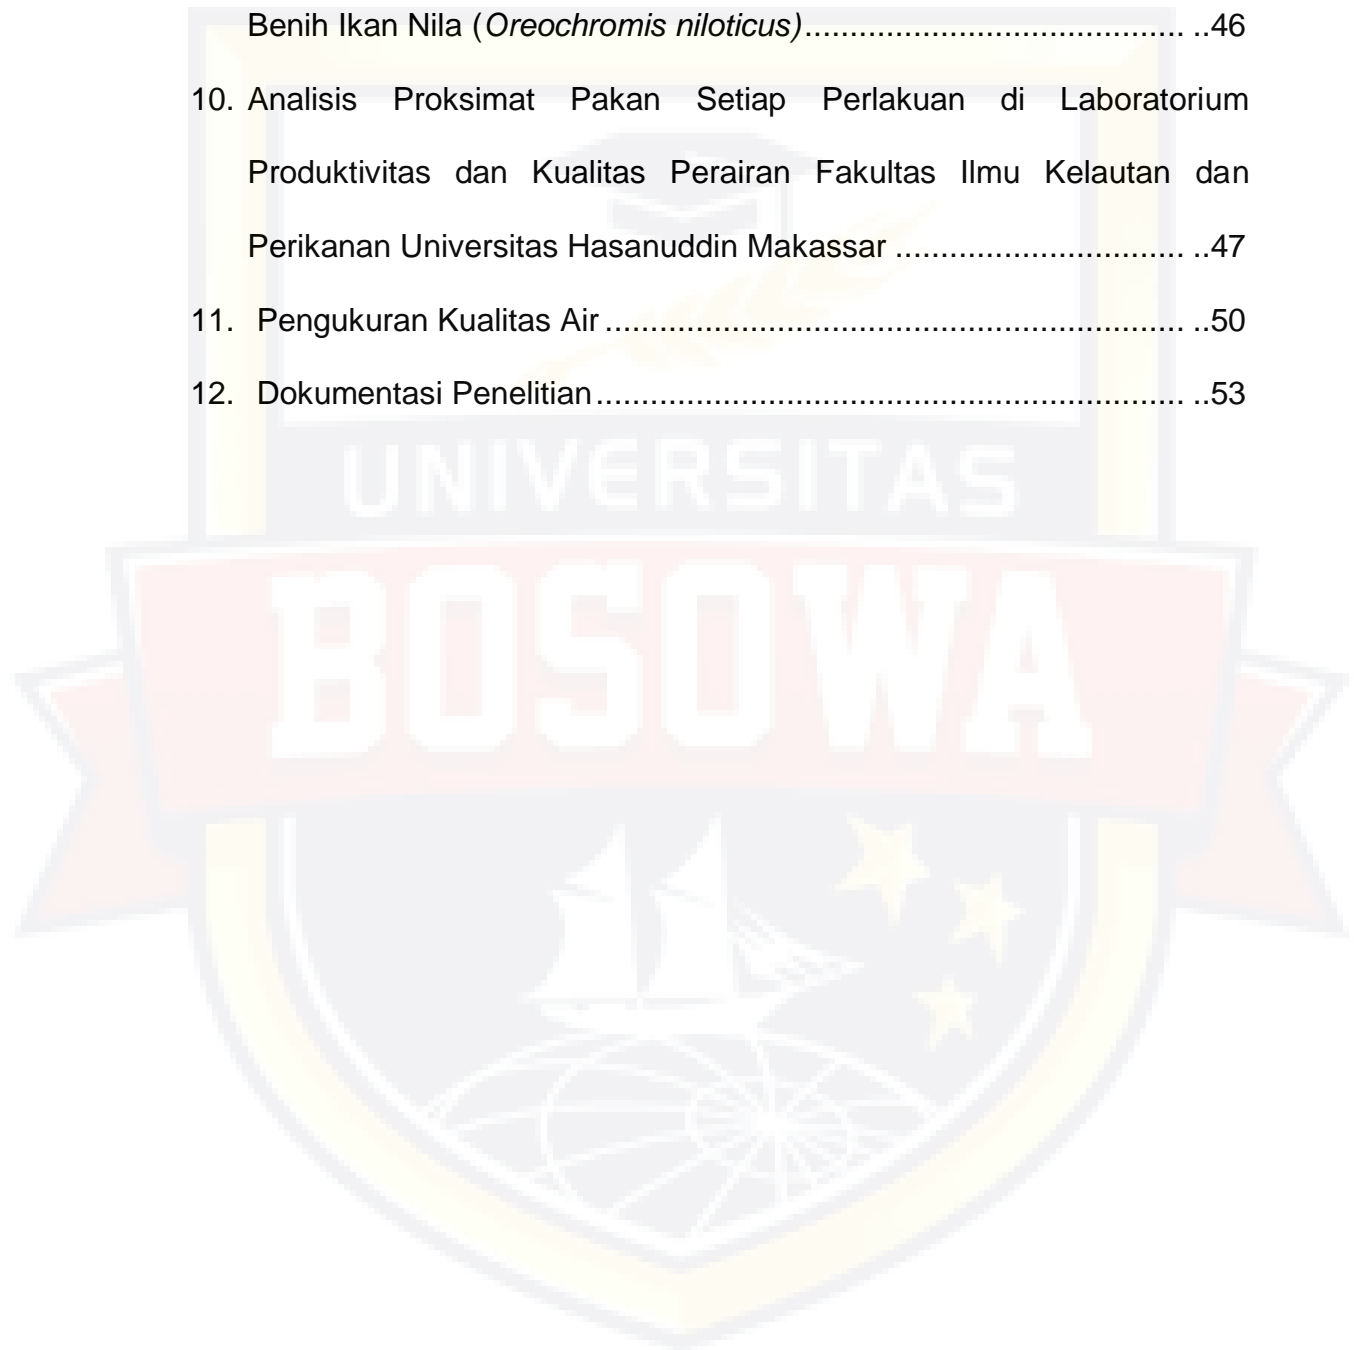 Benih Ikan Nila (Oreochromis niloticus).......................................... ..46
10. Analisis Proksimat Pakan Setiap Perlakuan di Laboratorium
Produktivitas dan Kualitas Perairan Fakultas Ilmu Kelautan dan
Perikanan Universitas Hasanuddin Makassar ................................ ..47
11. Pengukuran Kualitas Air ................................................................ ..50
12. Dokumentasi Penelitian ................................................................. ..53
UNIVERSITAS
BOSOWA